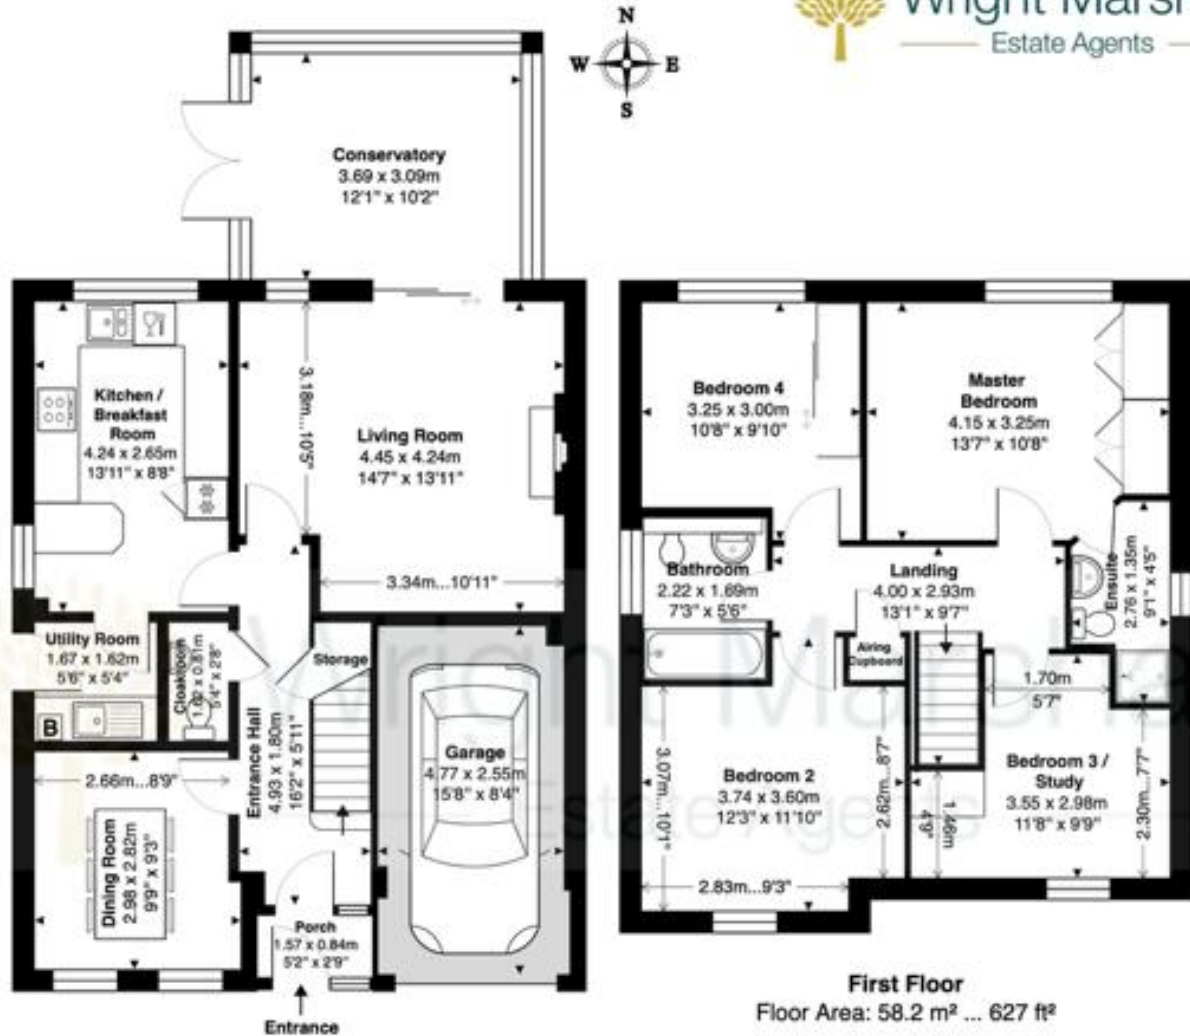 Wright Marsh
Estate Agents
N
W E
S
Conservatory
3.69 x 3.09m
12'1" x 10'2"
Kitchen /
Breakfast
Room
4.24 x 2.65m
13'11" x 8'8"
3.18m...10'5"
Living Room
4.45 x 4.24m
14'7" x 13'11"
3.34m...10'11"
Utility Room
1.67 x 1.62m
5'6" x 5'4"
B
Cloakroom
1.62 x 0.81m
5'4" x 2'8"
Storage
Entrance Hall
4.93 x 1.80m
16'2" x 5'11"
Garage
4.77 x 2.55m
15'8" x 8'4"
2.66m...8'9"
Dining Room
2.98 x 2.82m
9'9" x 9'3"
Porch
1.57 x 0.84m
5'2" x 2'9"
Entrance
Bedroom 4
3.25 x 3.00m
10'8" x 9'10"
Master
Bedroom
4.15 x 3.25m
13'7" x 10'8"
Bathroom
2.22 x 1.69m
7'3" x 5'6"
Landing
4.00 x 2.93m
13'1" x 9'7"
Ensuite
2.76 x 1.35m
9'1" x 4'5"
Airing
Cupboard
1.70m
5'7"
3.07m...10'1"
Bedroom 2
3.74 x 3.60m
12'3" x 11'10"
2.62m...8'7"
2.83m...9'3"
1.46m
4'9"
Bedroom 3 /
Study
3.55 x 2.98m
11'8" x 9'9"
2.30m...7'7"
Wright Marsha
Estate Agents
First Floor
Floor Area: 58.2 m² ... 627 ft²